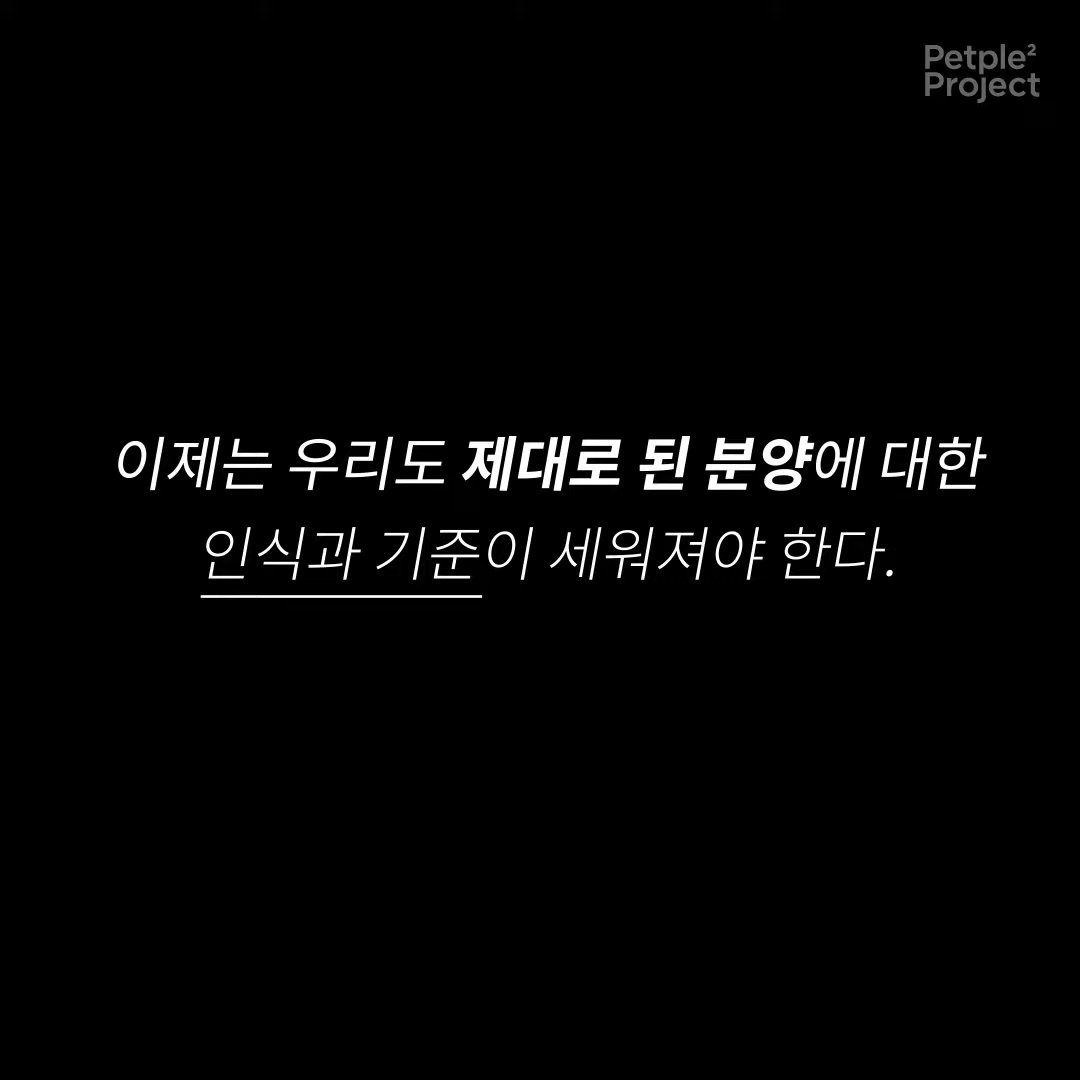 Petple²
Project
이제는 우리도 제대로 된 분양에 대한
인식과 기준이 세워져야 한다.